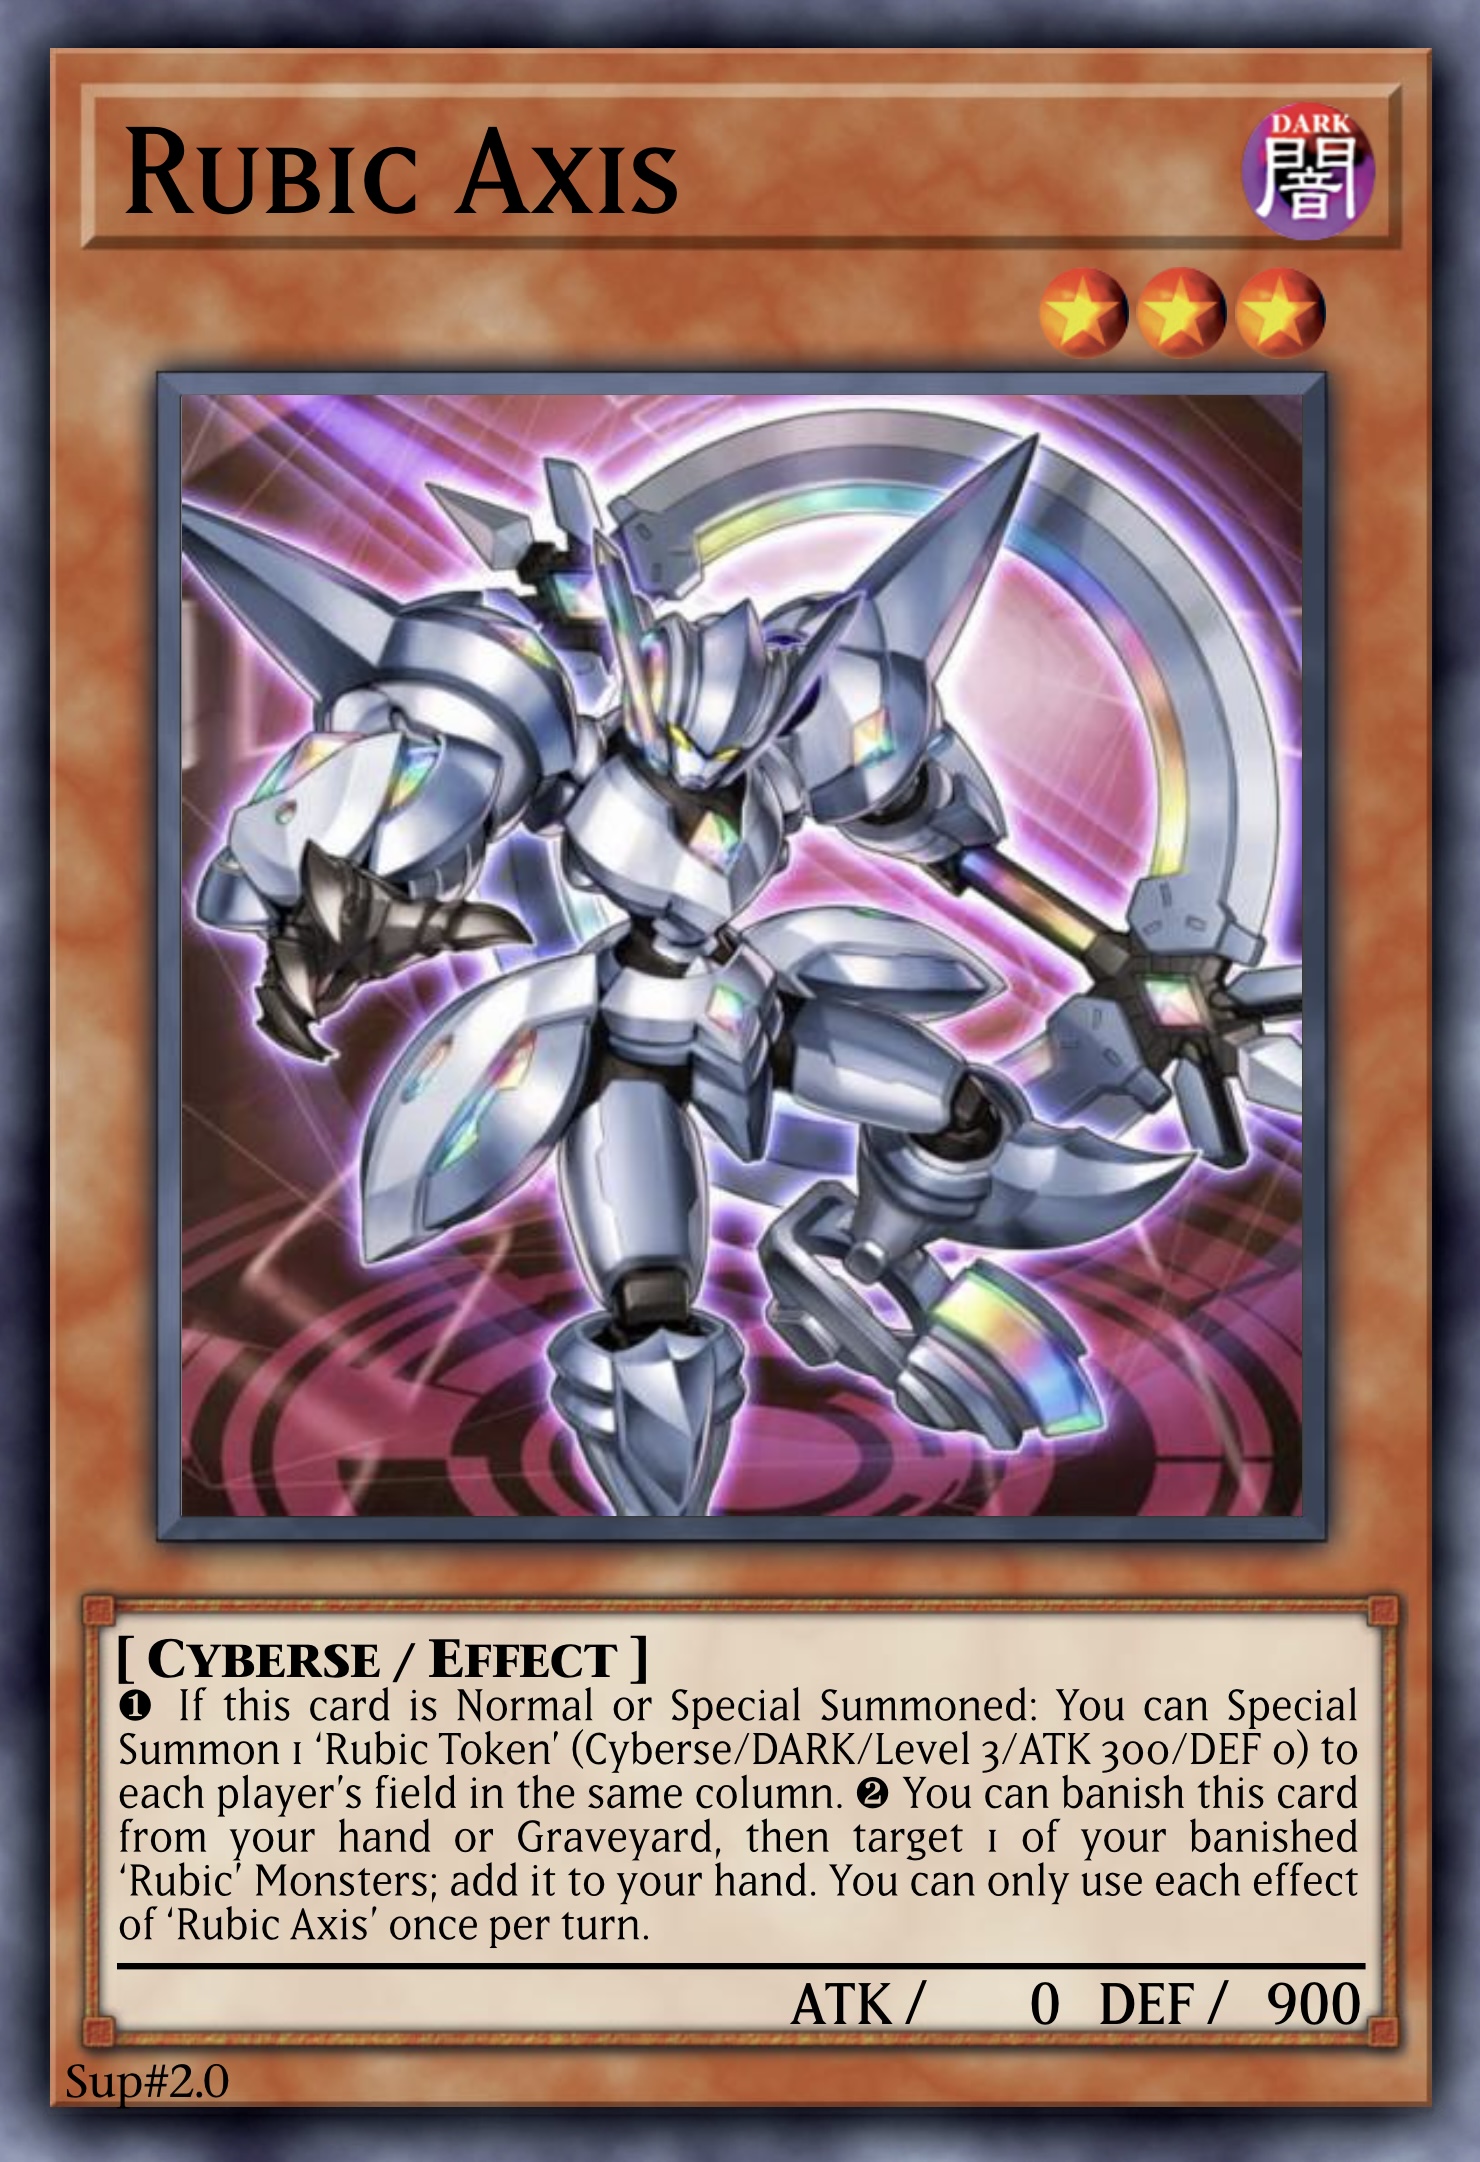 Rubic Axis
DARK
闇
[ Cyberse / Effect ]
❶ If this card is Normal or Special Summoned: You can Special
Summon 1 ‘Rubic Token’ (Cyberse/DARK/Level 3/ATK 300/DEF 0) to
each player's field in the same column. ❷ You can banish this card
from your hand or Graveyard, then target 1 of your banished
‘Rubic’ Monsters; add it to your hand. You can only use each effect
of ‘Rubic Axis’ once per turn.
ATK / 0 DEF / 900
Sup#2.0